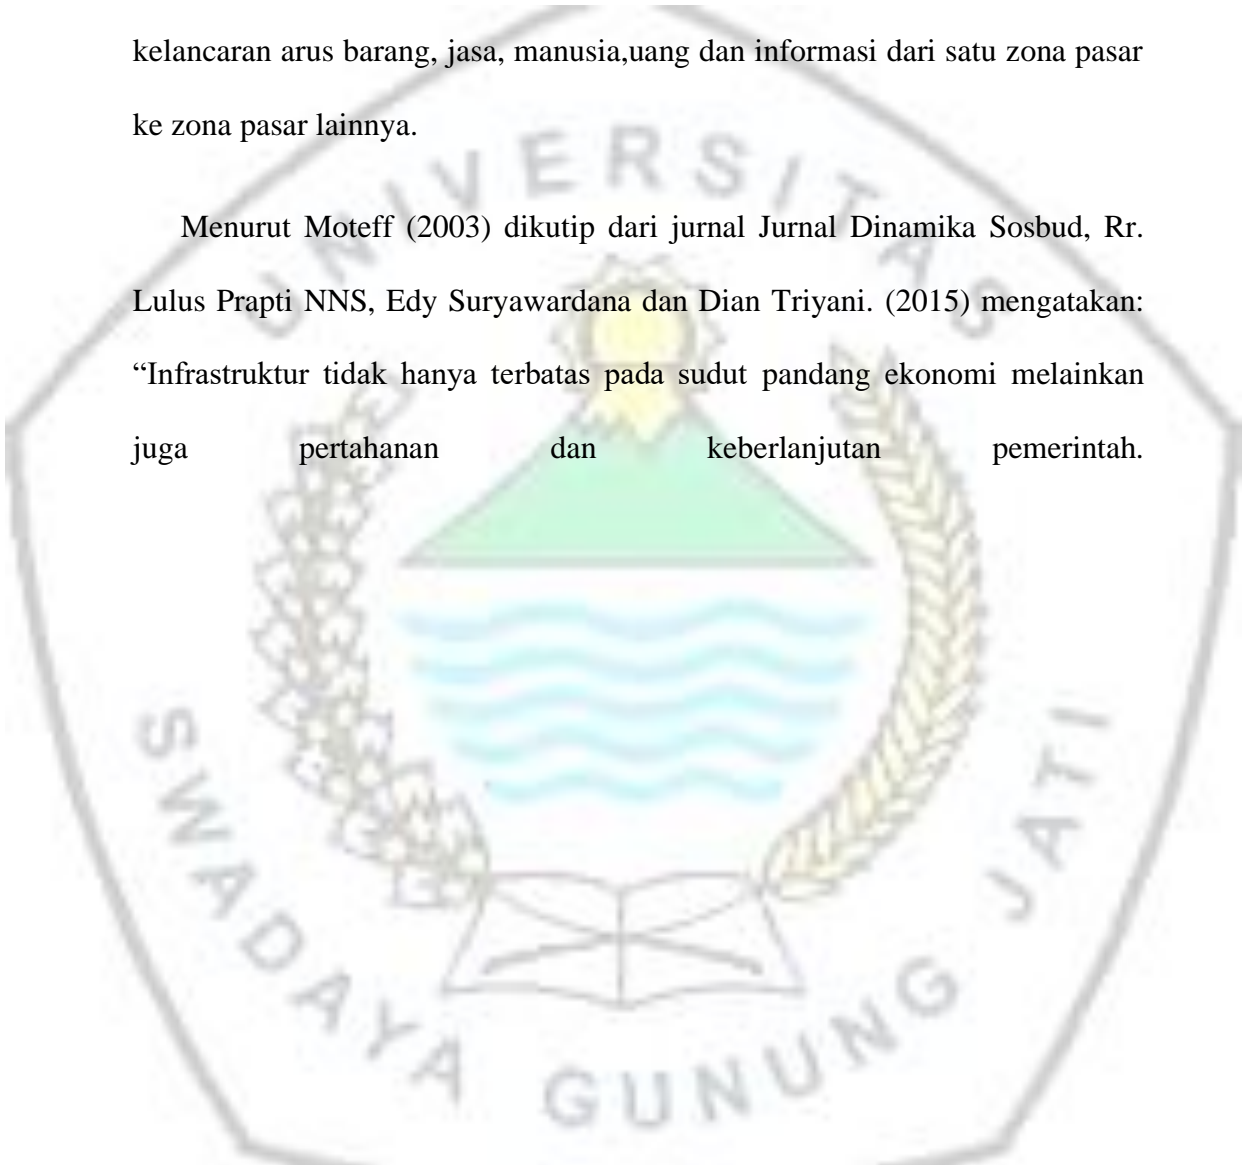 kelancaran arus barang, jasa, manusia,uang dan informasi dari satu zona pasar
ke zona pasar lainnya.
Menurut Moteff (2003) dikutip dari jurnal Jurnal Dinamika Sosbud, Rr.
Lulus Prapti NNS, Edy Suryawardana dan Dian Triyani. (2015) mengatakan:
“Infrastruktur tidak hanya terbatas pada sudut pandang ekonomi melainkan
juga pertahanan dan keberlanjutan pemerintah.
UNIVERSITAS
SWADAYA GUNUNG JATI